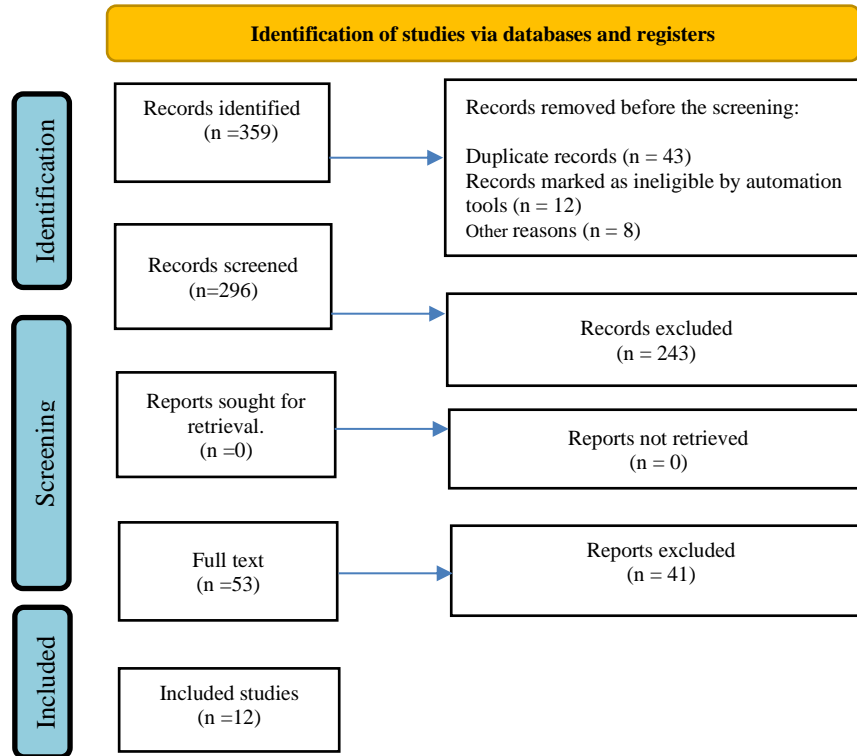 Identification of studies via databases and registers
Identification
Records identified
(n =359)
Records removed before the screening:
Duplicate records (n = 43)
Records marked as ineligible by automation
tools (n = 12)
Other reasons (n = 8)
Records screened
(n=296)
Records excluded
(n = 243)
Screening
Reports sought for
retrieval.
(n =0)
Reports not retrieved
(n = 0)
Full text
(n =53)
Reports excluded
(n = 41)
Included
Included studies
(n =12)